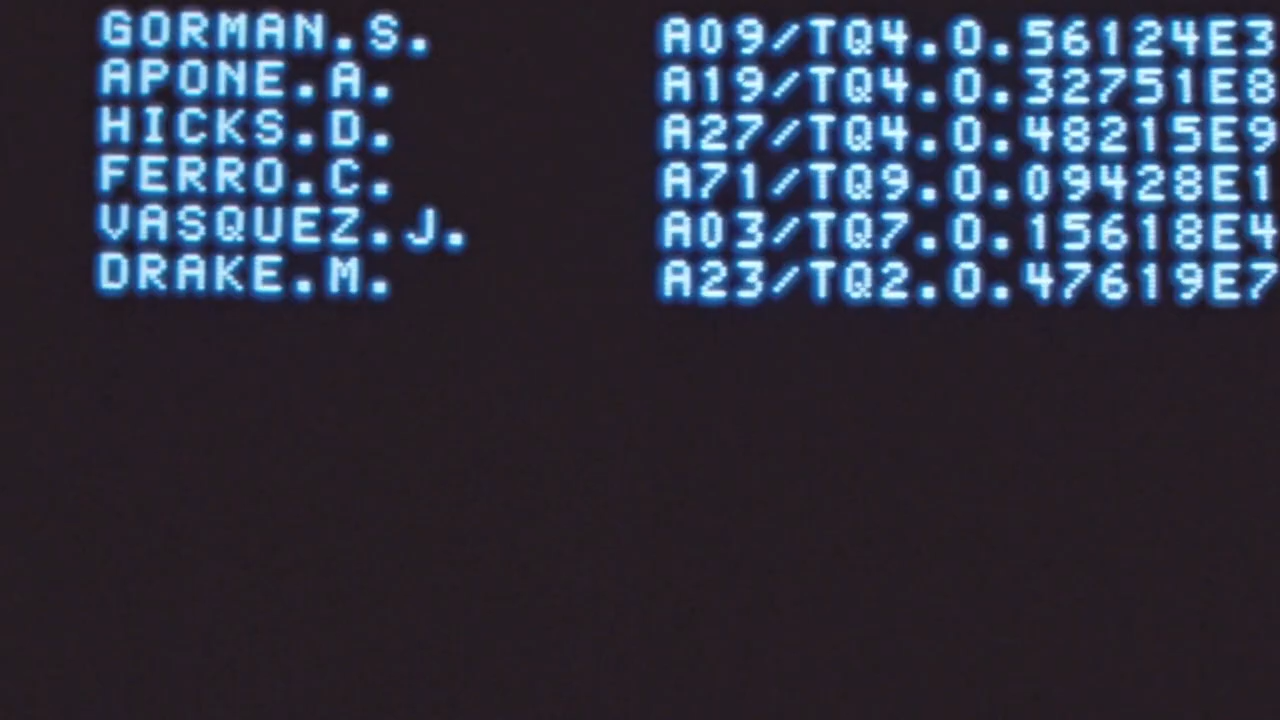 GORMAN.S. A09/TQ4.0.56124E3
APONE.A. A19/TQ4.0.32751E8
HICKS.D. A27/TQ4.0.48215E9
FERRO.C. A71/TQ9.0.09428E1
VASQUEZ.J. A03/TQ7.0.15618E4
DRAKE.M. A23/TQ2.0.47619E7